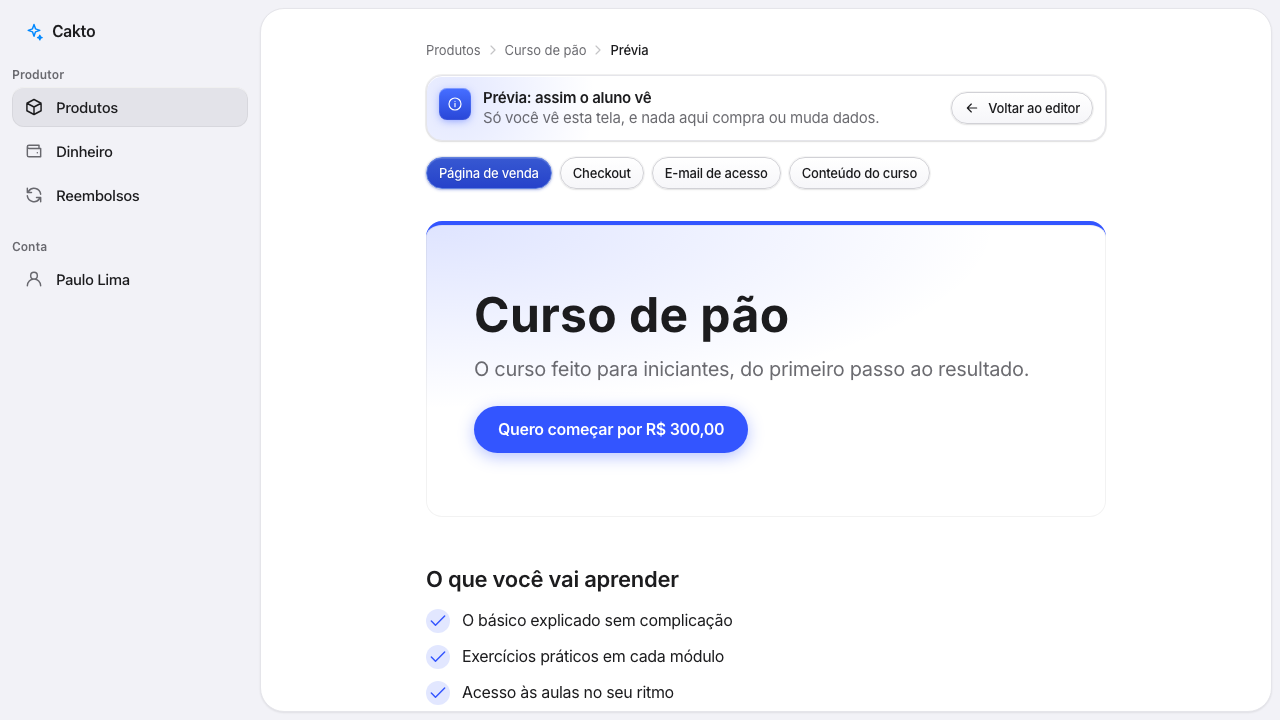 Cakto
Produtor
Produtos
Dinheiro
Reembolsos
Conta
Paulo Lima
Produtos > Curso de pão > Prévia
Prévia: assim o aluno vê
Só você vê esta tela, e nada aqui compra ou muda dados.
Voltar ao editor
Página de venda
Checkout
E-mail de acesso
Conteúdo do curso
Curso de pão
O curso feito para iniciantes, do primeiro passo ao resultado.
Quero começar por R$ 300,00
O que você vai aprender
O básico explicado sem complicação
Exercícios práticos em cada módulo
Acesso às aulas no seu ritmo